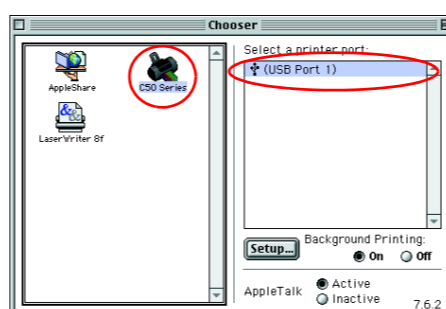 Chooser
AppleShare
C50 Series
LaserWriter 8f
Select a printer port:
(USB Port 1)
Setup...
Background Printing:
On Off
AppleTalk
Active
Inactive
7.6.2